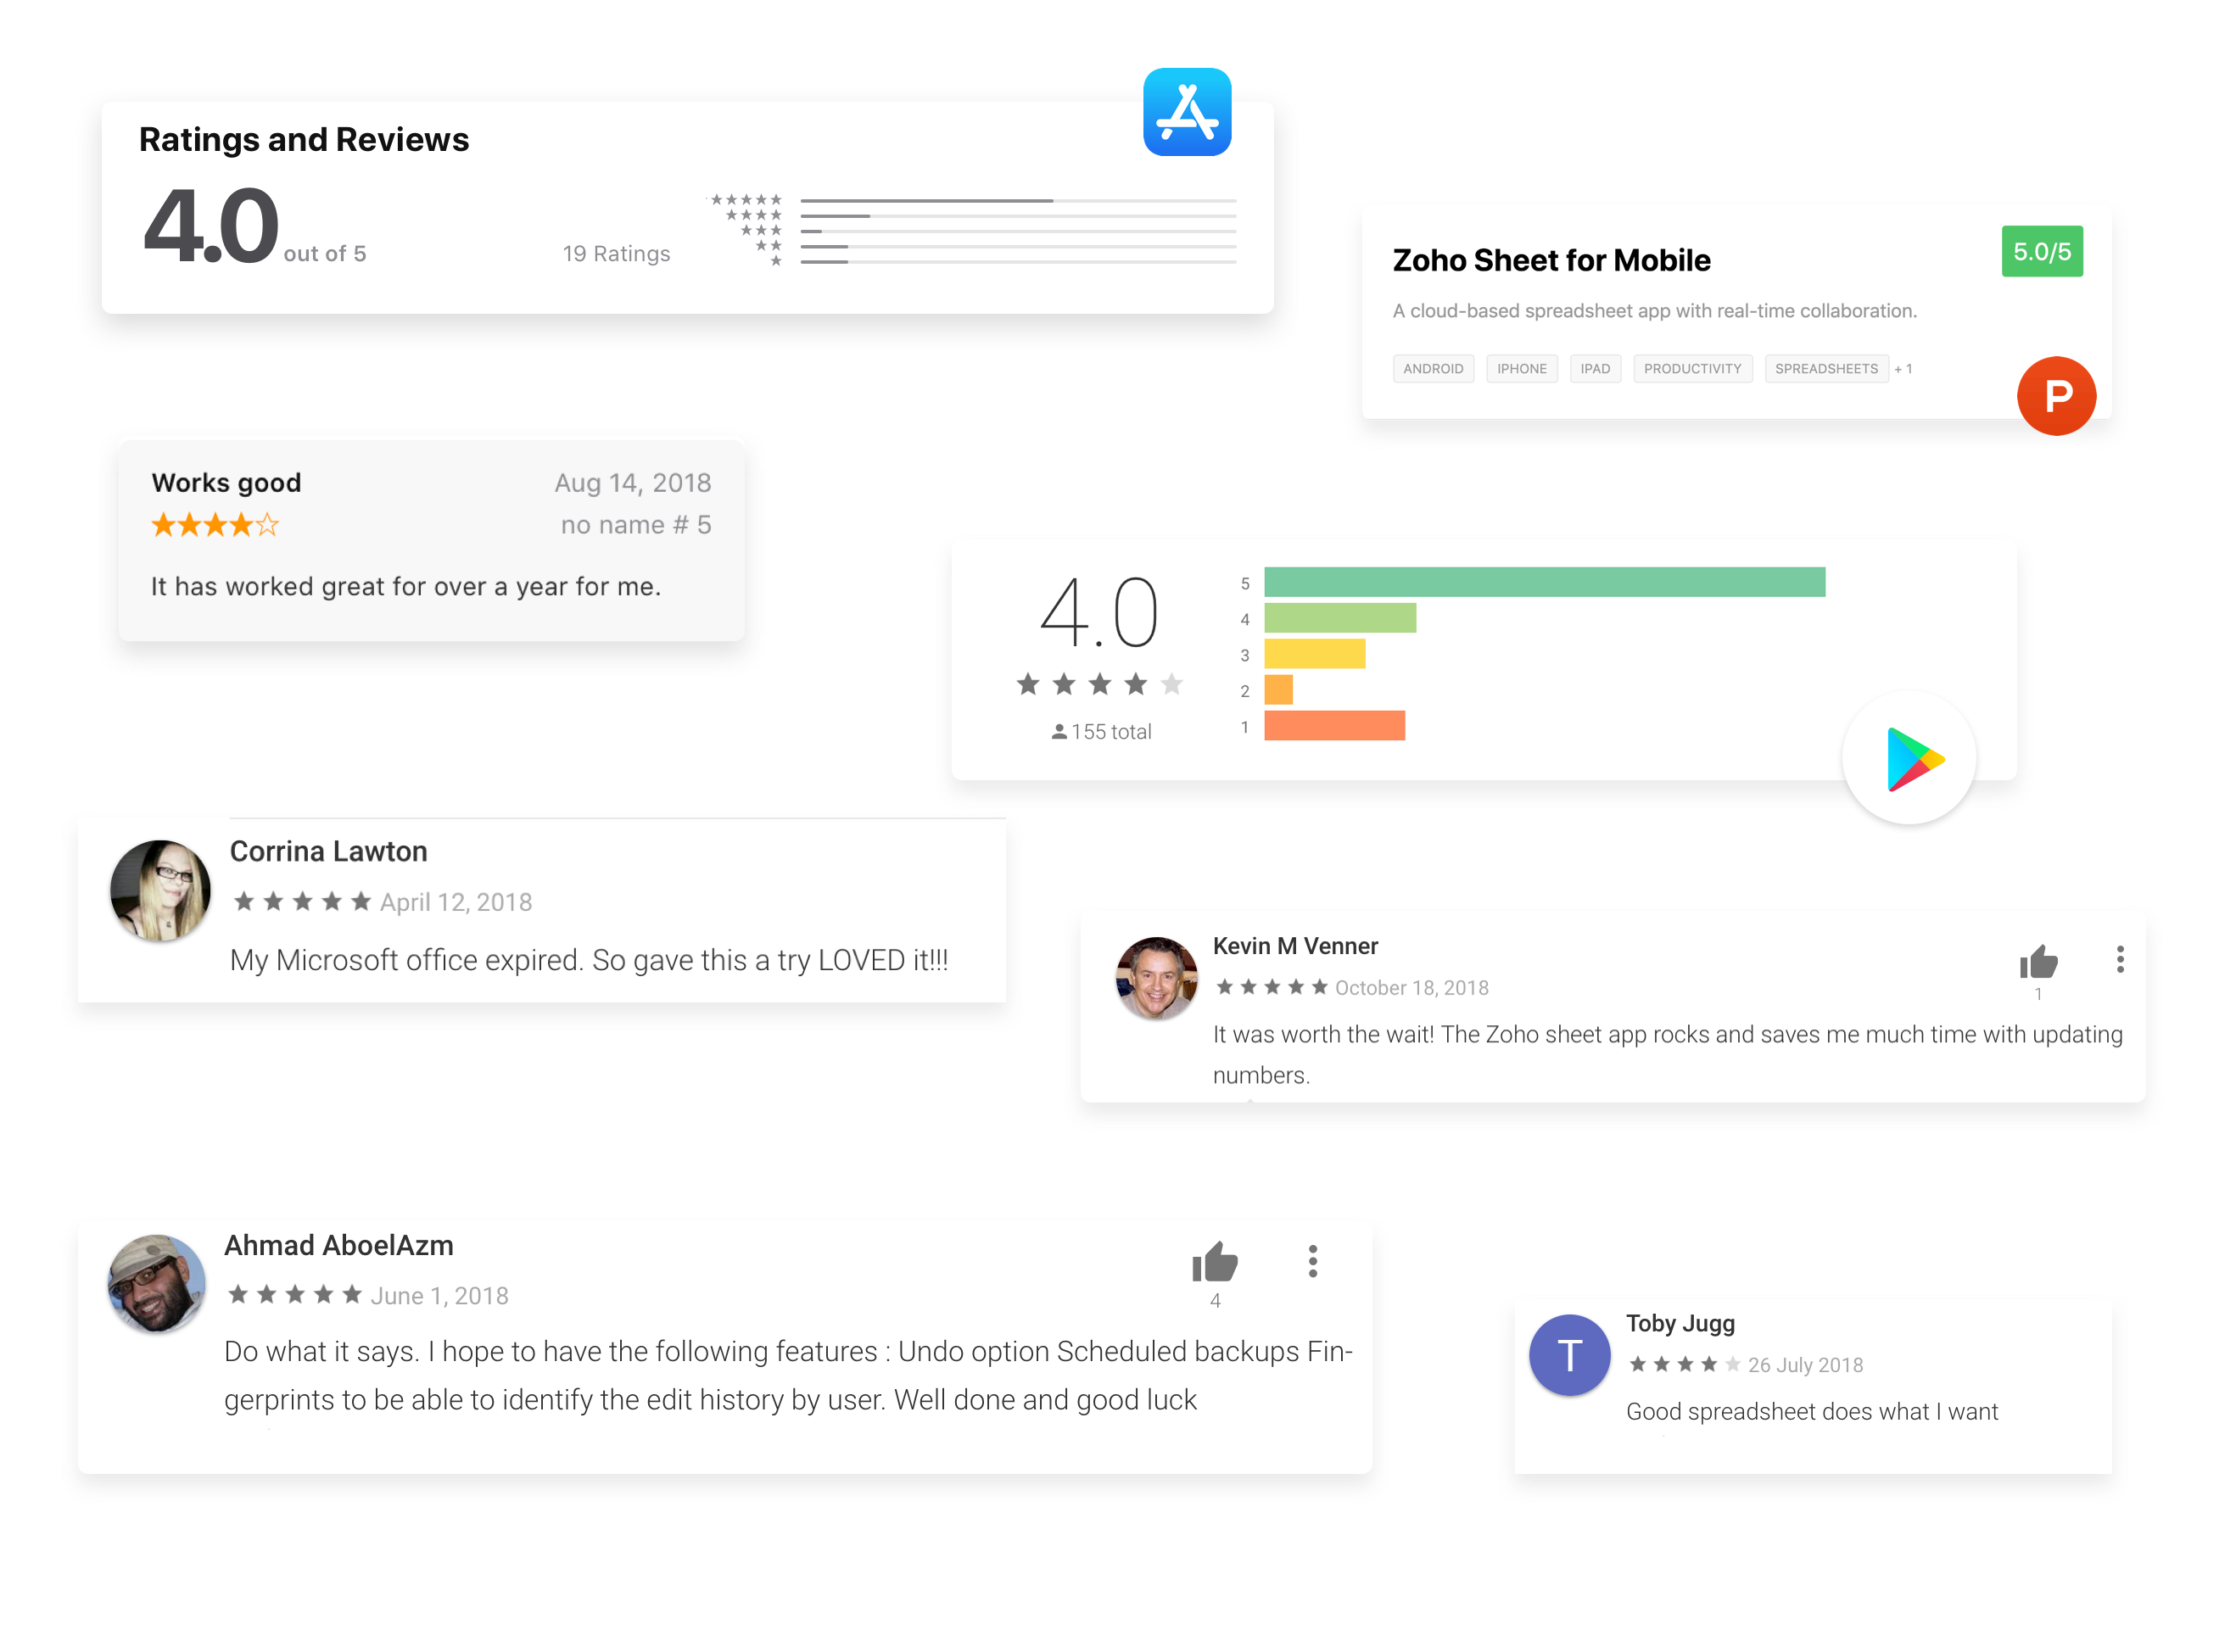 Ratings and Reviews
4.0 out of 5
19 Ratings
Zoho Sheet for Mobile
5.0/5
A cloud-based spreadsheet app with real-time collaboration.
ANDROID IPHONE IPAD PRODUCTIVITY SPREADSHEETS + 1
P
Works good
Aug 14, 2018
no name # 5
It has worked great for over a year for me.
4.0
155 total
5
4
3
2
1
Corrina Lawton
April 12, 2018
My Microsoft office expired. So gave this a try LOVED it!!!
Kevin M Venner
October 18, 2018
1
It was worth the wait! The Zoho sheet app rocks and saves me much time with updating
numbers.
Ahmad AboelAzm
June 1, 2018
4
Do what it says. I hope to have the following features : Undo option Scheduled backups Fin-
gerprints to be able to identify the edit history by user. Well done and good luck
T
Toby Jugg
26 July 2018
Good spreadsheet does what I want